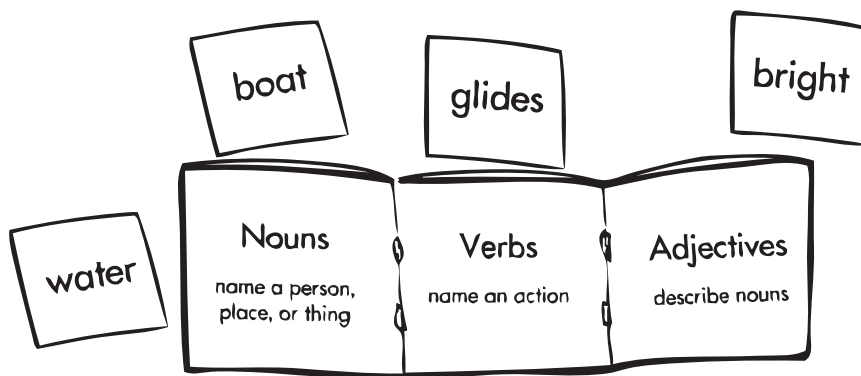 boat
glides
bright
water
Nouns
name a person,
place, or thing
Verbs
name an action
Adjectives
describe nouns